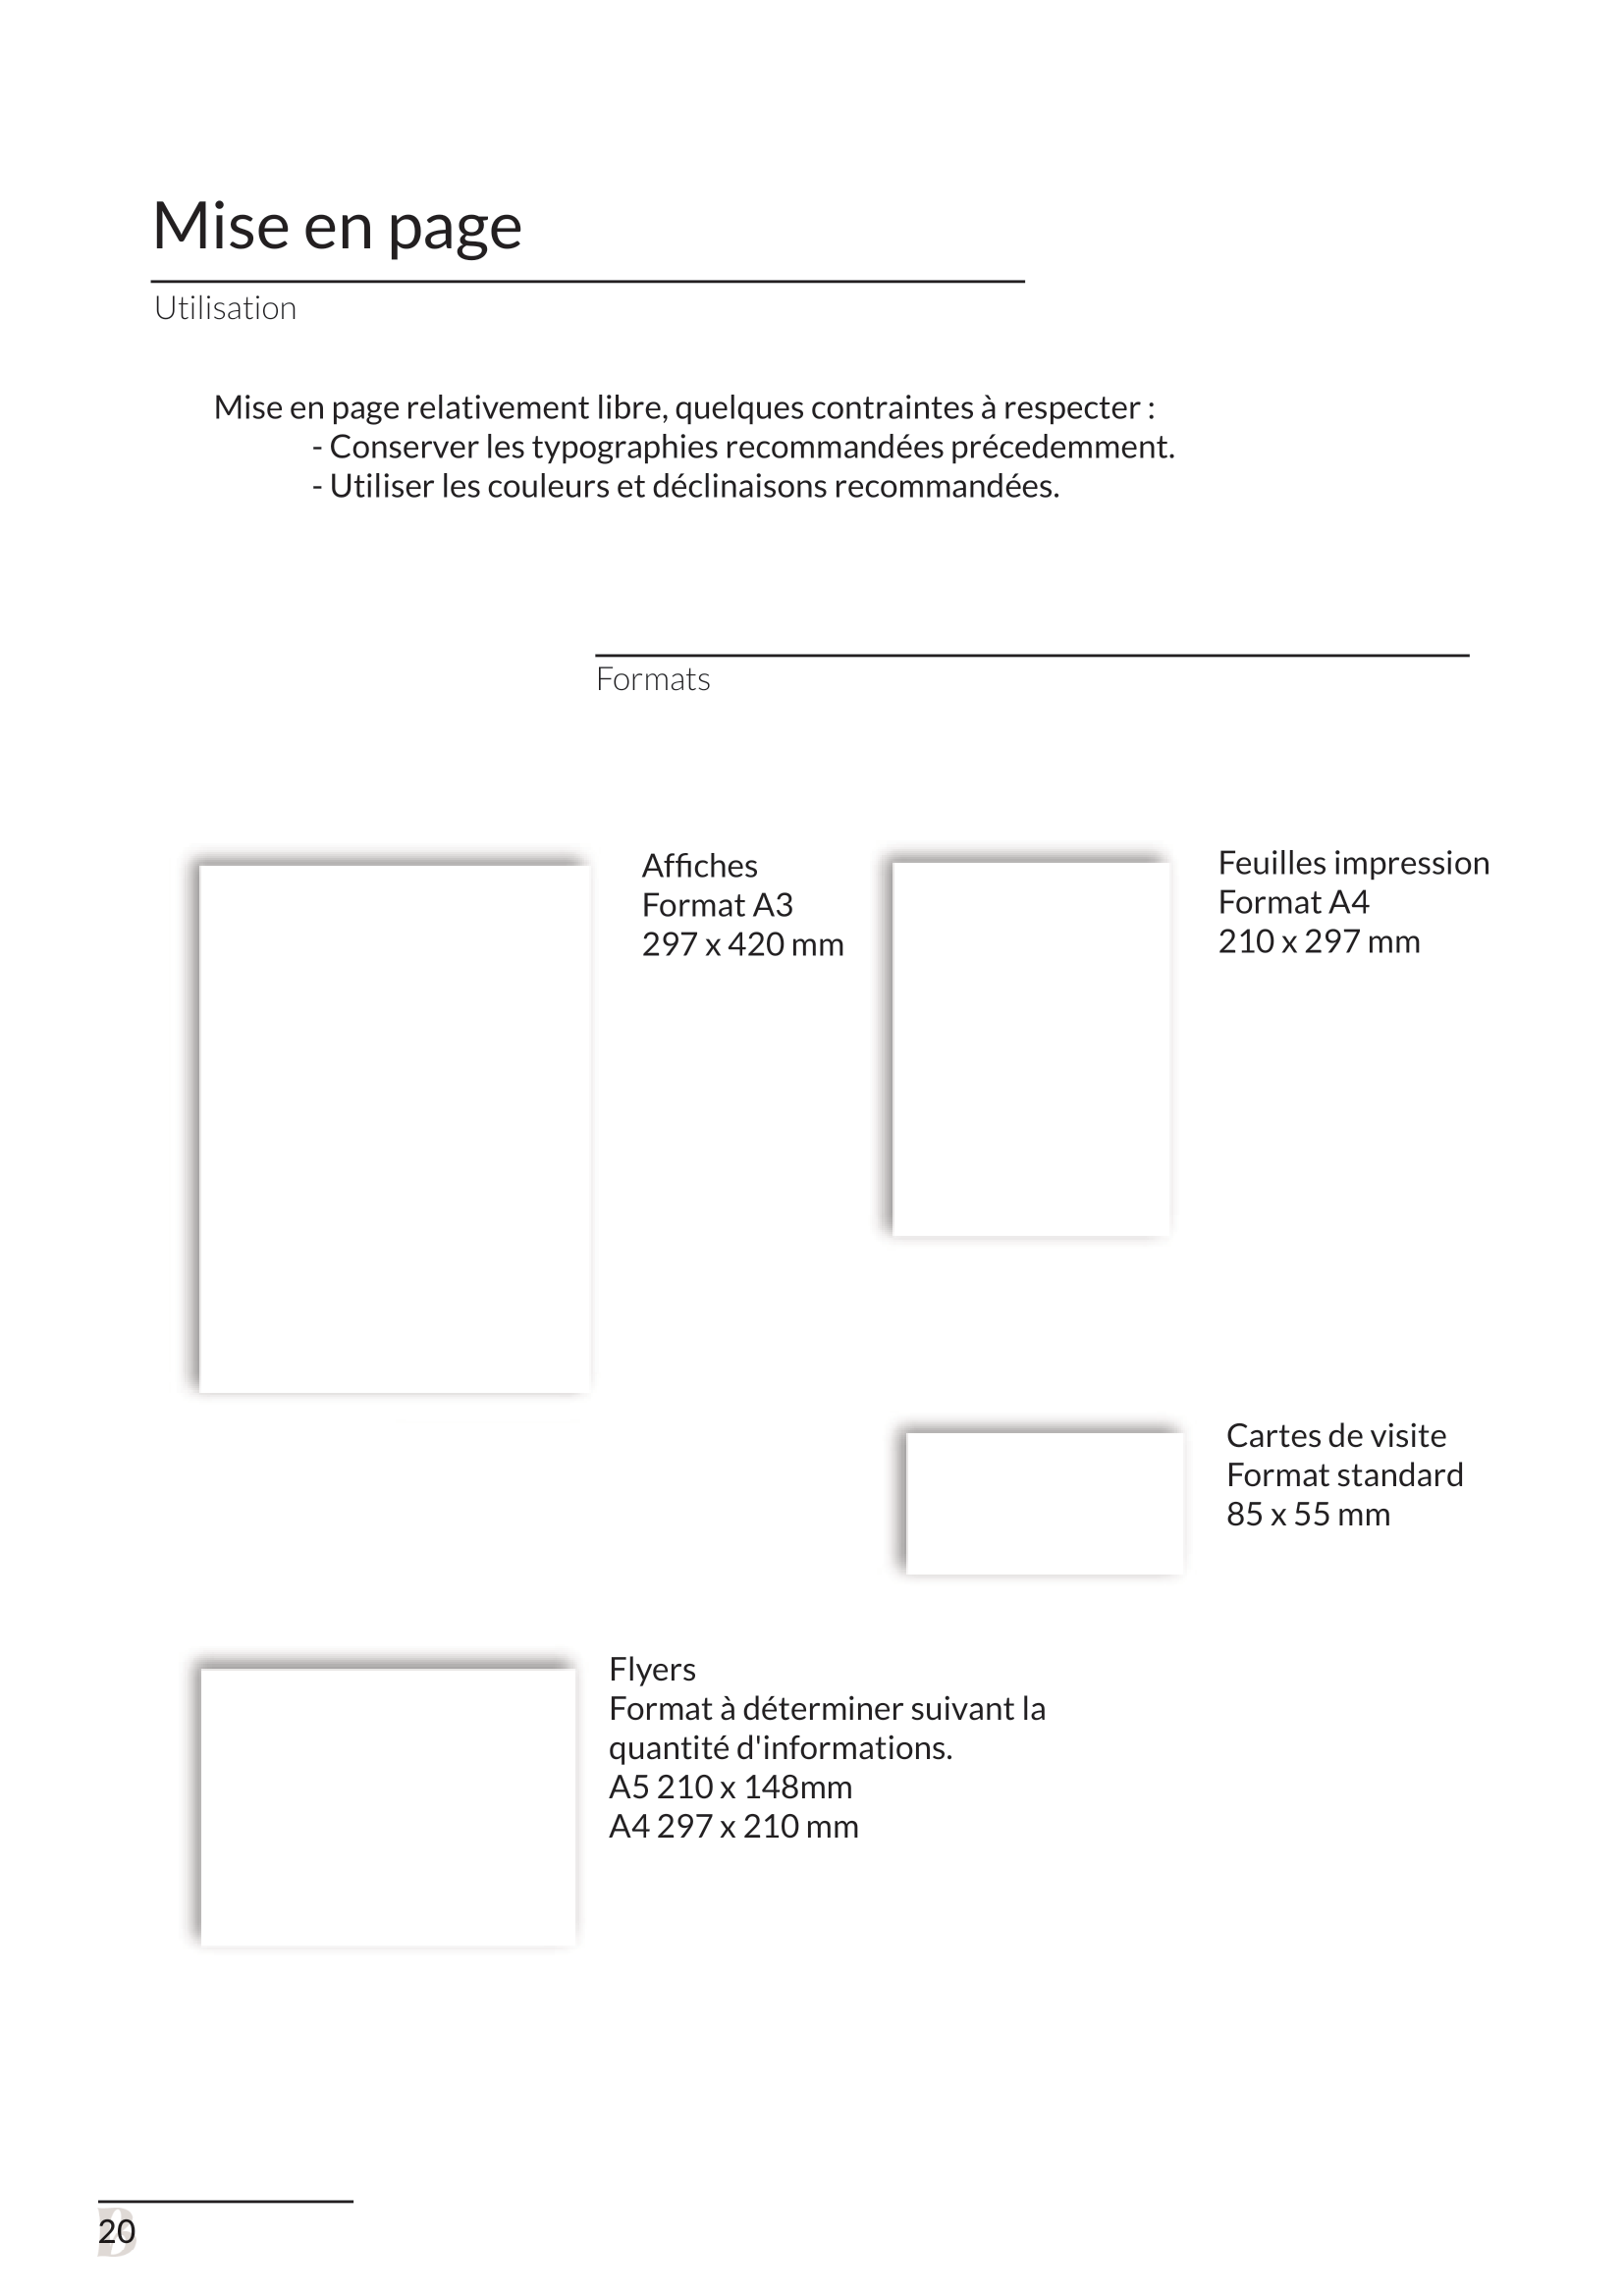 Mise en page
Utilisation
Mise en page relativement libre, quelques contraintes à respecter :
- Conserver les typographies recommandées précedemment.
- Utiliser les couleurs et déclinaisons recommandées.
Formats
Affiches
Format A3
297 x 420 mm
Feuilles impression
Format A4
210 x 297 mm
Cartes de visite
Format standard
85 x 55 mm
Flyers
Format à déterminer suivant la
quantité d'informations.
A5 210 x 148mm
A4 297 x 210 mm
20